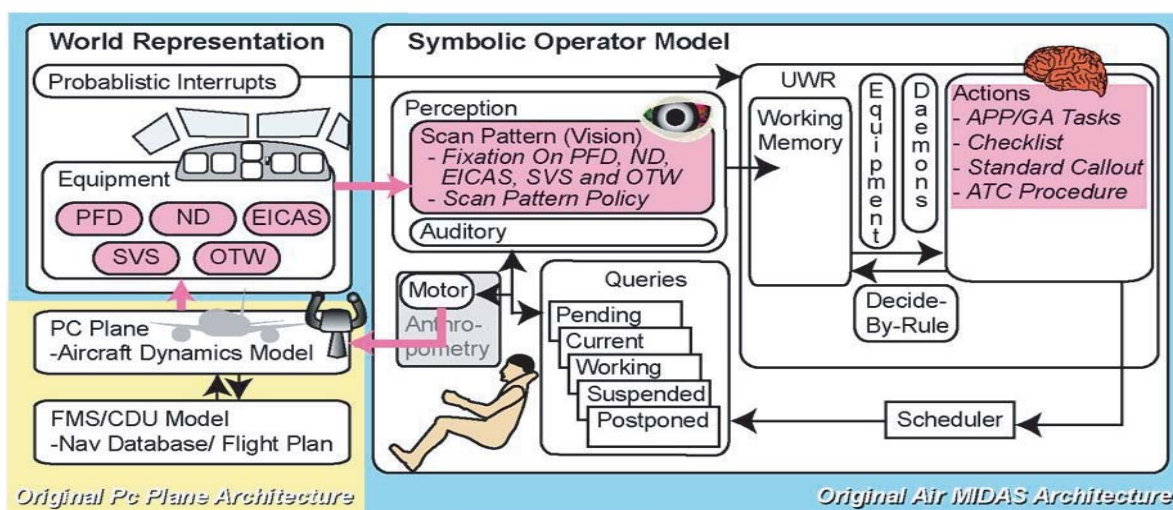 World Representation
Probablistic Interrupts
Equipment
PFD
ND
EICAS
SVS
OTW
PC Plane
-Aircraft Dynamics Model
FMS/CDU Model
-Nav Database/ Flight Plan
Original Pc Plane Architecture
Symbolic Operator Model
Perception
Scan Pattern (Vision)
- Fixation On PFD, ND,
EICAS, SVS and OTW
- Scan Pattern Policy
Auditory
Motor
Anthro-
pometry
Queries
Pending
Current
Working
Suspended
Postponed
UWR
Working
Memory
Equipment
Daemons
Actions
- APP/GA Tasks
- Checklist
- Standard Callout
- ATC Procedure
Decide-
By-Rule
Scheduler
Original Air MIDAS Architecture